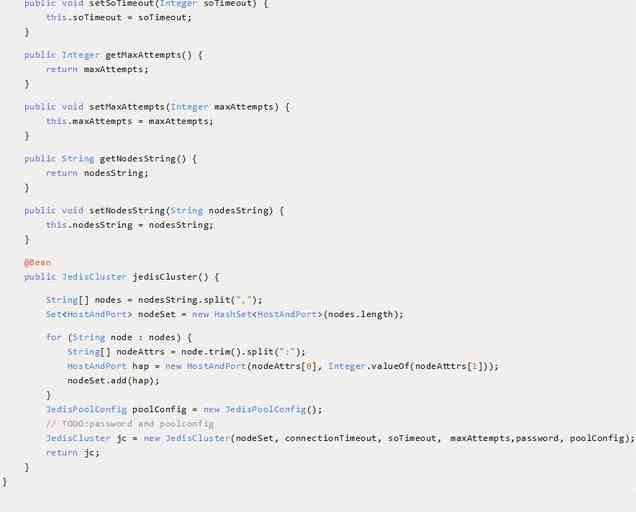 public void setSoTimeout(Integer soTimeout) {
this.soTimeout = soTimeout;
}
public Integer getMaxAttempts() {
return maxAttempts;
}
public void setMaxAttempts(Integer maxAttempts) {
this.maxAttempts = maxAttempts;
}
public String getNodesString() {
return nodesString;
}
public void setNodesString(String nodesString) {
this.nodesString = nodesString;
}
@Bean
public JedisCluster jedisCluster() {
String[] nodes = nodesString.split(",");
Set<HostAndPort> nodeSet = new HashSet<HostAndPort>(nodes.length);
for (String node : nodes) {
String[] nodeAttrs = node.trim().split(":");
HostAndPort hap = new HostAndPort(nodeAttrs[0], Integer.valueOf(nodeAttrs[1]));
nodeSet.add(hap);
}
JedisPoolConfig poolConfig = new JedisPoolConfig();
// TODO:password and poolconfig
JedisCluster jc = new JedisCluster(nodeSet, connectionTimeout, soTimeout, maxAttempts,password, poolConfig);
return jc;
}
}